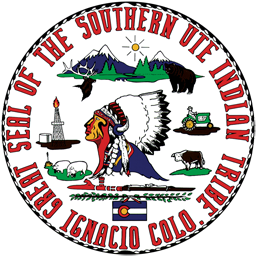 GREAT SEAL OF THE SOUTHERN UTE INDIAN TRIBE
IGNACIO COLO.